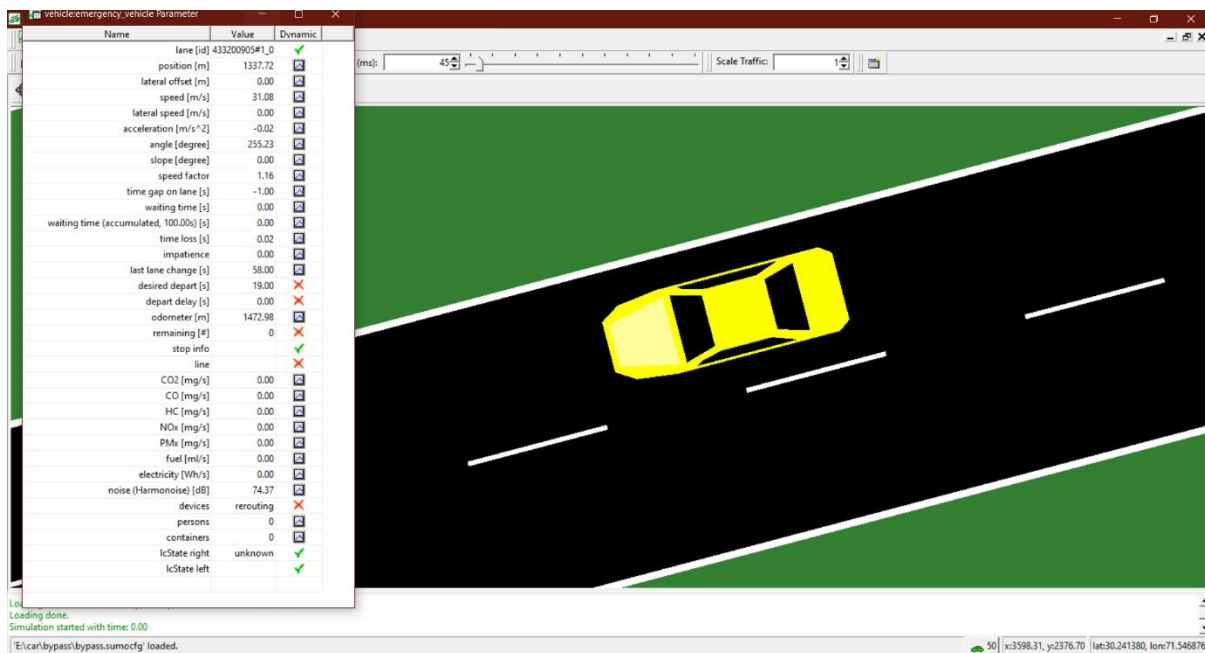 vehicle:emergency_vehicle Parameter
Name Value Dynamic
lane [id] 433200905#1_0
position [m] 1337.72
lateral offset [m] 0.00
speed [m/s] 31.08
lateral speed [m/s] 0.00
acceleration [m/s^2] -0.02
angle [degree] 255.23
slope [degree] 0.00
speed factor 1.16
time gap on lane [s] -1.00
waiting time [s] 0.00
waiting time (accumulated, 100.00s) [s] 0.00
time loss [s] 0.02
impatience 0.00
last lane change [s] 58.00
desired depart [s] 19.00
depart delay [s] 0.00
odometer [m] 1472.98
remaining [#] 0
stop info
line
CO2 [mg/s] 0.00
CO [mg/s] 0.00
HC [mg/s] 0.00
NOx [mg/s] 0.00
PMx [mg/s] 0.00
fuel [ml/s] 0.00
electricity [Wh/s] 0.00
noise (Harmonoise) [dB] 74.37
devices rerouting
persons 0
containers 0
lcState right unknown
lcState left
(ms): 45 Scale Traffic: 1
Loading done.
Simulation started with time: 0.00
'E:\car\bypass\bypass.sumocfg' loaded.
50 x:3598.31, y:2376.70 lat:30.241380, lon:71.546876